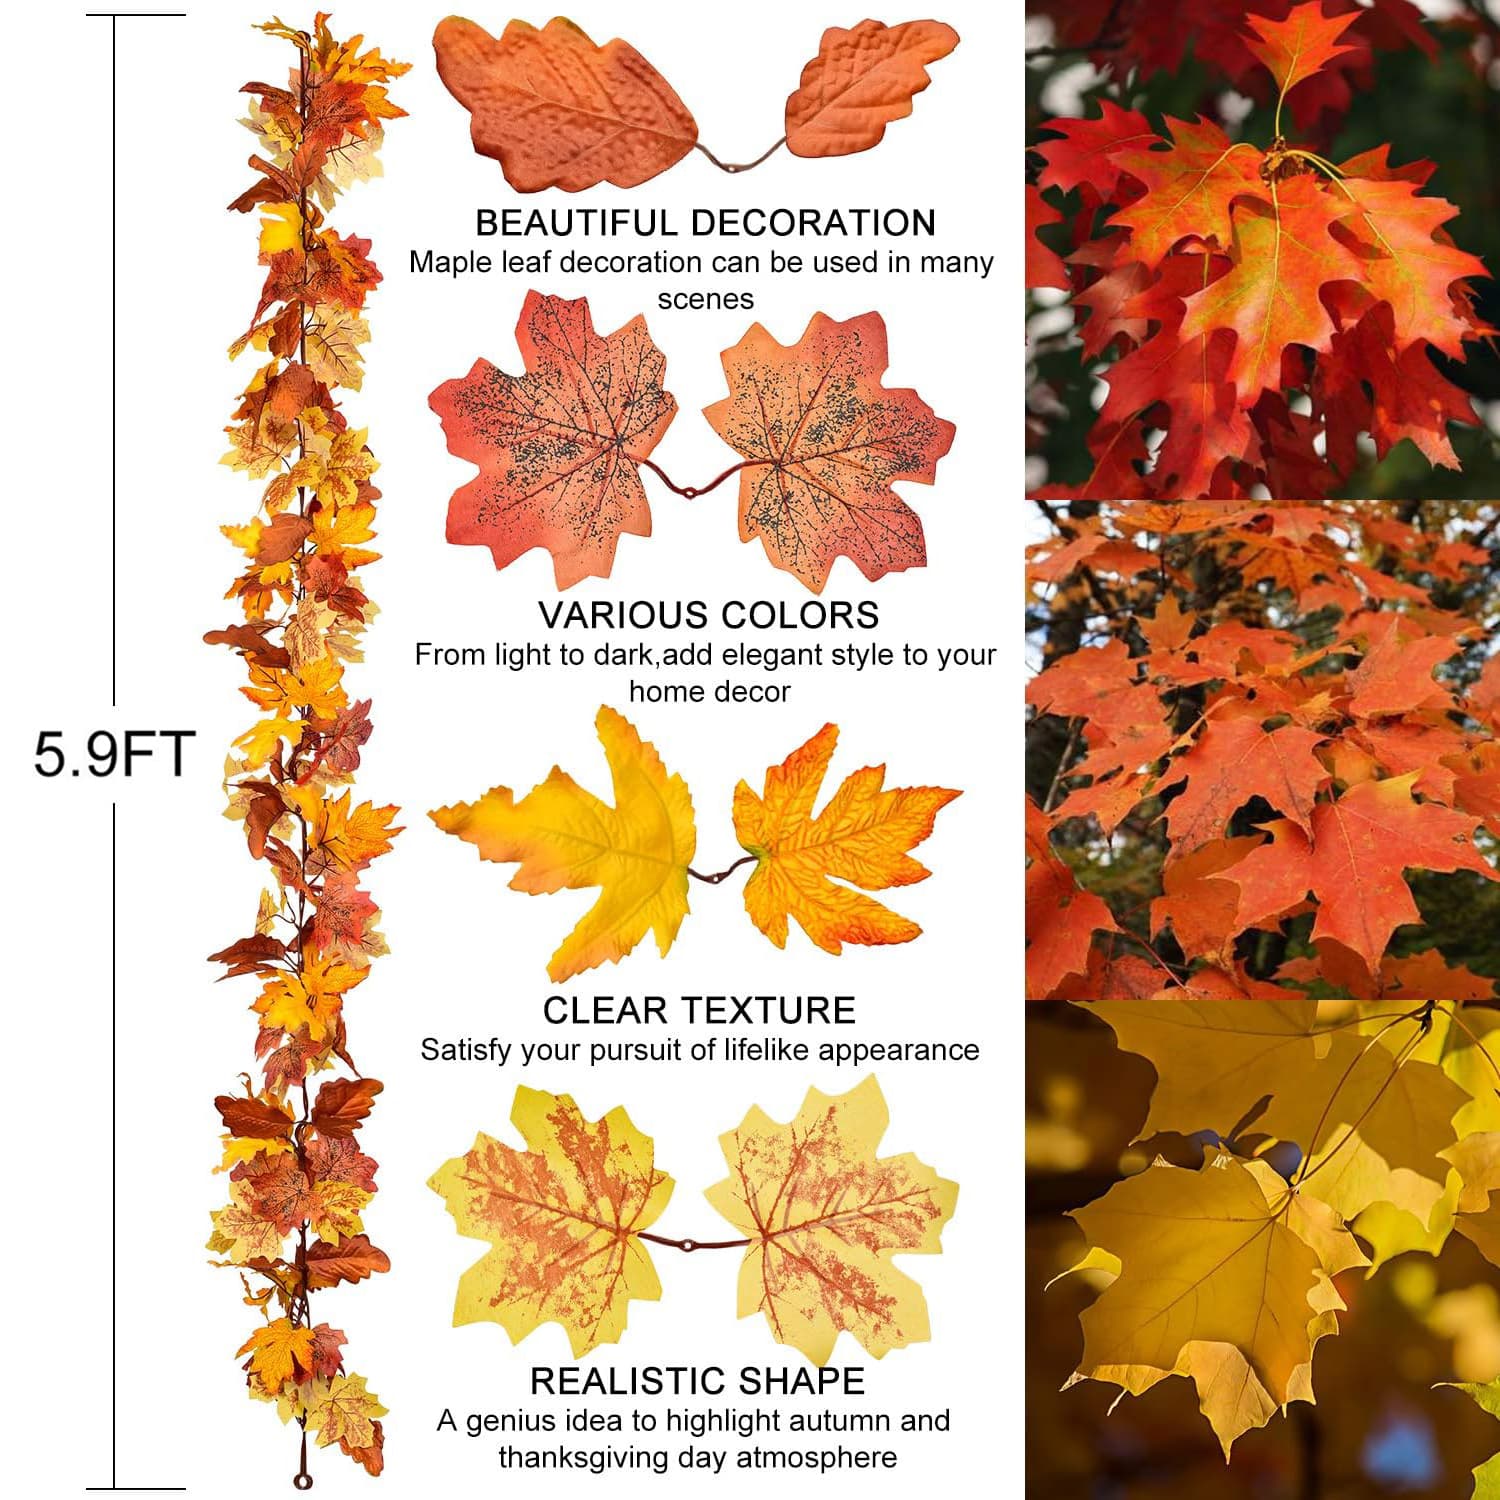 BEAUTIFUL DECORATION
Maple leaf decoration can be used in many
scenes
VARIOUS COLORS
From light to dark,add elegant style to your
home decor
5.9FT
CLEAR TEXTURE
Satisfy your pursuit of lifelike appearance
REALISTIC SHAPE
A genius idea to highlight autumn and
thanksgiving day atmosphere